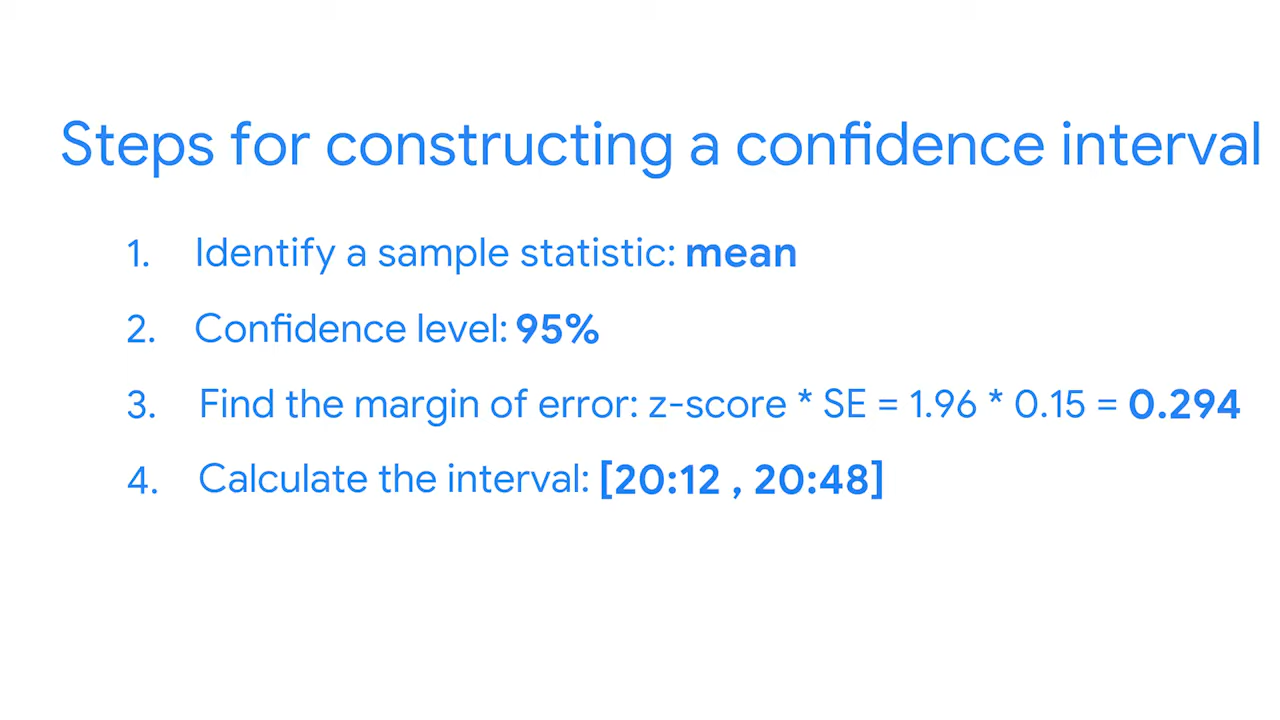 Steps for constructing a confidence interval
1. Identify a sample statistic: mean
2. Confidence level: 95%
3. Find the margin of error: z-score * SE = 1.96 * 0.15 = 0.294
4. Calculate the interval: [20:12 , 20:48]